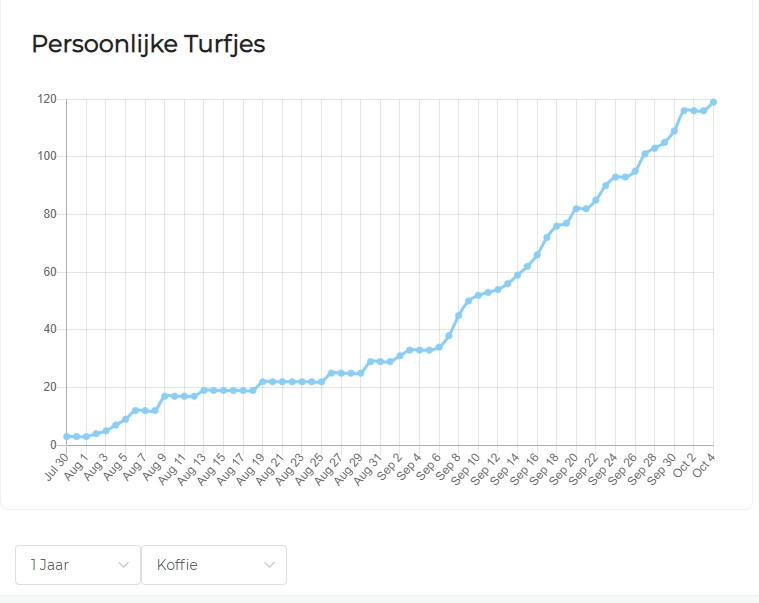 Persoonlijke Turfjes
120
100
80
60
40
20
0
Jul 30 Aug 1 Aug 3 Aug 5 Aug 7 Aug 9 Aug 11 Aug 13 Aug 15 Aug 17 Aug 19 Aug 21 Aug 23 Aug 25 Aug 27 Aug 29 Aug 31 Sep 2 Sep 4 Sep 6 Sep 8 Sep 10 Sep 12 Sep 14 Sep 16 Sep 18 Sep 20 Sep 22 Sep 24 Sep 26 Sep 28 Sep 30 Oct 2 Oct 4
1 Jaar Koffie